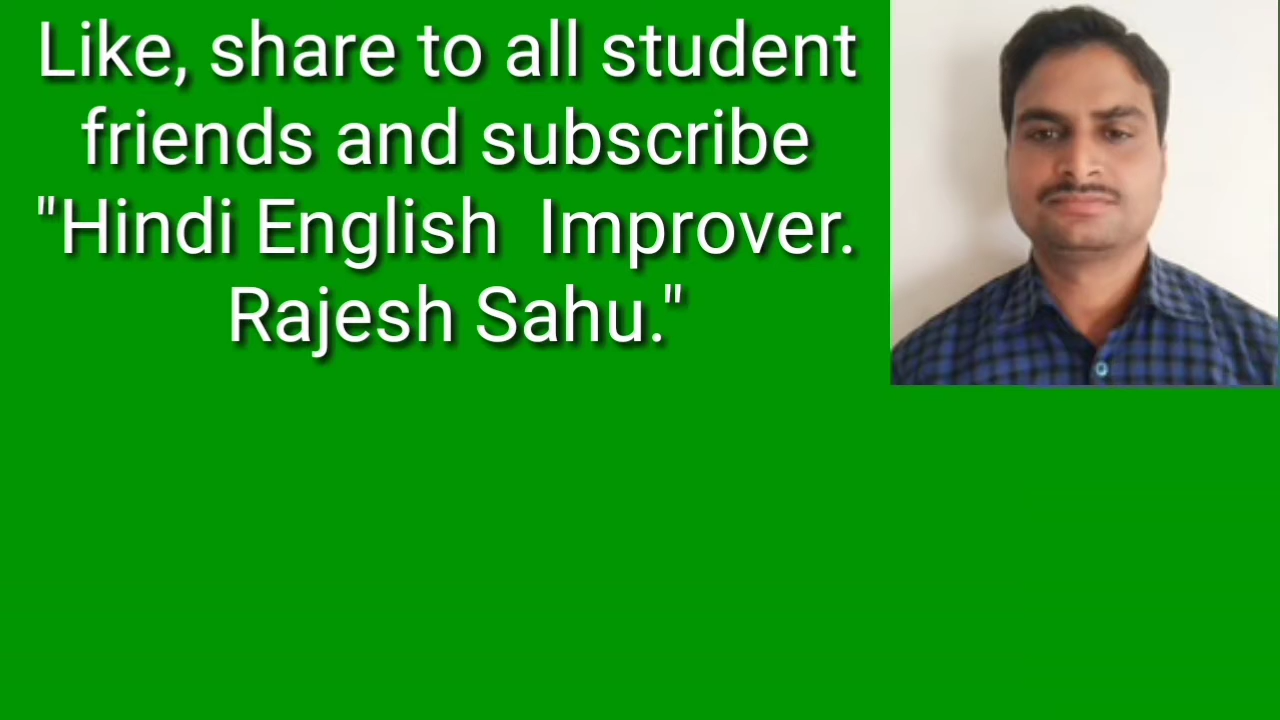 Like, share to all student
friends and subscribe
"Hindi English  Improver.
Rajesh Sahu."